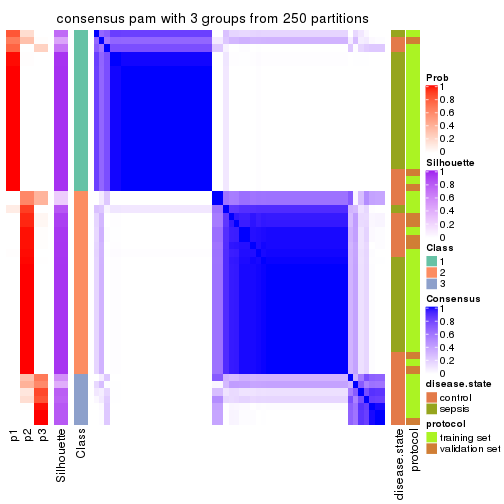 consensus pam with 3 groups from 250 partitions
Prob
1
0.8
0.6
0.4
0.2
0
Silhouette
1
0.8
0.6
0.4
0.2
0
Class
1
2
3
Consensus
1
0.8
0.6
0.4
0.2
0
disease.state
control
sepsis
protocol
training set
validation set
p1
p2
p3
Silhouette
Class
disease.state
protocol